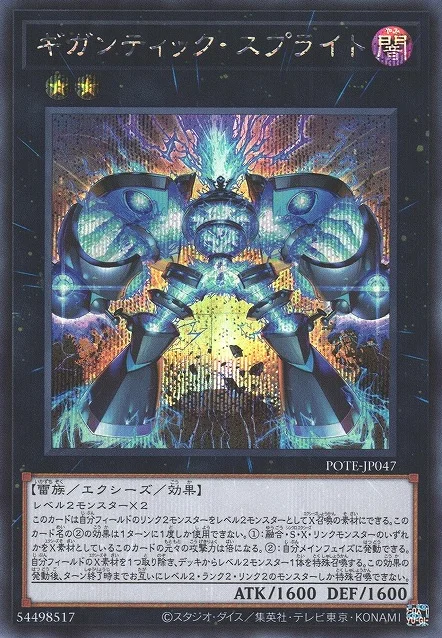 ギガンティック・スプライト
闇
POTE-JP047
【雷族／エクシーズ／効果】
レベル２モンスター×２
このカードは自分フィールドのリンク２モンスターをレベル２モンスターとしてX召喚の素材にできる。この
カード名の②の効果は１ターンに１度しか使用できない。①：融合・S・X・リンクモンスターのいずれ
かをX素材としているこのカードの元々の攻撃力は倍になる。②：自分メインフェイズに発動できる。
自分フィールドのX素材を１つ取り除き、デッキからレベル２モンスター１体を特殊召喚する。この効果の
発動後、ターン終了時までお互いにレベル２・ランク２・リンク２のモンスターしか特殊召喚できない。
ATK/1600 DEF/1600
54498517
©スタジオ・ダイス／集英社・テレビ東京・KONAMI